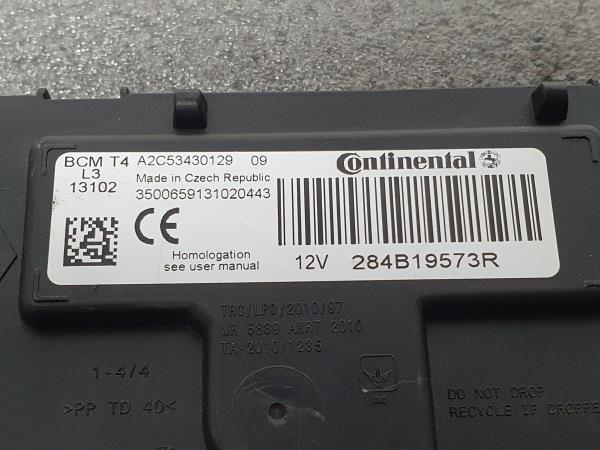 BCM T4 A2C53430129 09
L3
13102
Made in Czech Republic
3500659131020443
CE
Homologation
see user manual
Continental
12V 284B19573R
TRC/LPD/2010/97
MR 5889 ANRT 2010
TA-2010/1235
1-4/4
>PP TD 40<
DO NOT DROP
RECYCLE IF DROPPE